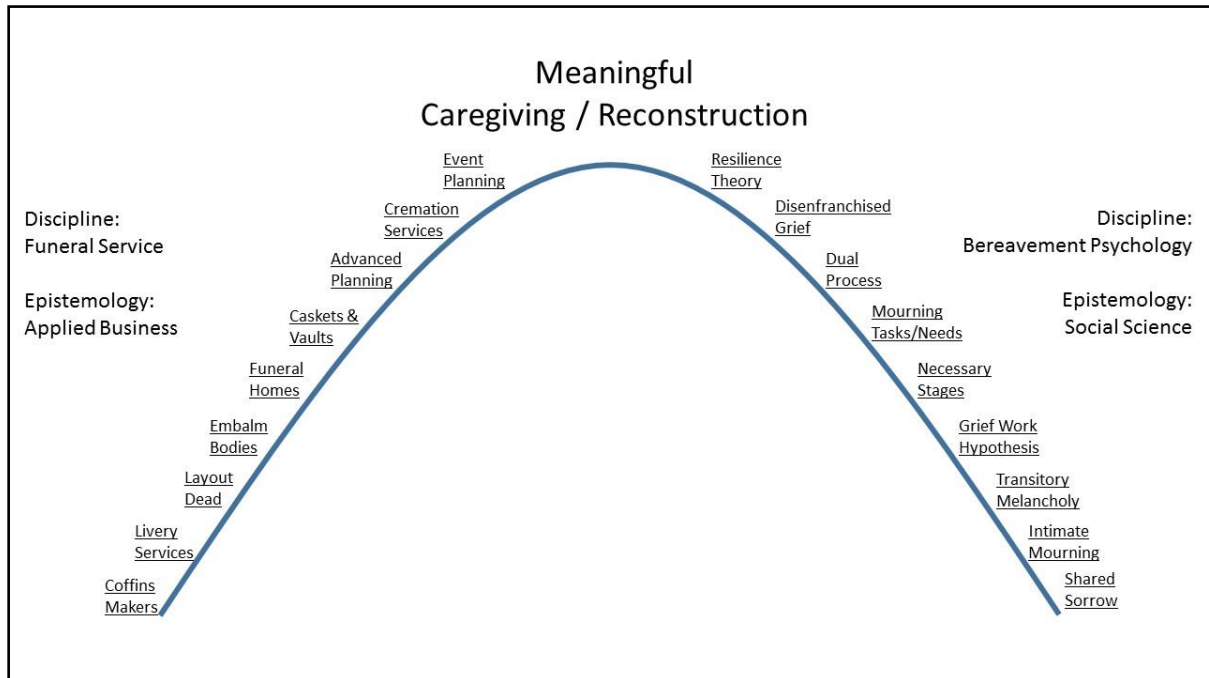 Meaningful
Caregiving / Reconstruction
Discipline:
Funeral Service
Epistemology:
Applied Business
Event
Planning
Cremation
Services
Advanced
Planning
Caskets &
Vaults
Funeral
Homes
Embalm
Bodies
Layout
Dead
Livery
Services
Coffins
Makers
Resilience
Theory
Disenfranchised
Grief
Dual
Process
Mourning
Tasks/Needs
Necessary
Stages
Grief Work
Hypothesis
Transitory
Melancholy
Intimate
Mourning
Shared
Sorrow
Discipline:
Bereavement Psychology
Epistemology:
Social Science